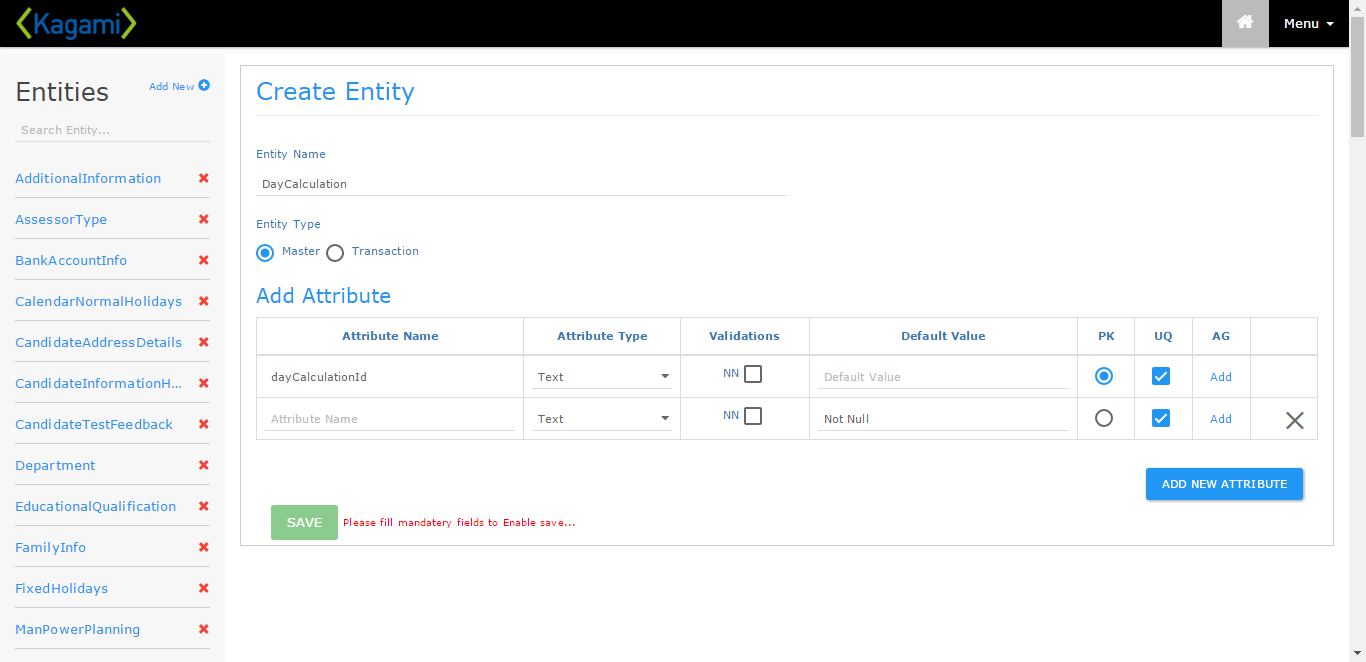 Kagami
Menu
Entities
Add New
Search Entity...
AdditionalInformation
AssessorType
BankAccountInfo
CalendarNormalHolidays
CandidateAddressDetails
CandidateInformationH...
CandidateTestFeedback
Department
EducationalQualification
FamilyInfo
FixedHolidays
ManPowerPlanning
Create Entity
Entity Name
DayCalculation
Entity Type
Master Transaction
Add Attribute
Attribute Name Attribute Type Validations Default Value PK UQ AG
dayCalculationId Text NN Default Value Add
Attribute Name Text NN Not Null Add
ADD NEW ATTRIBUTE
SAVE Please fill mandatery fields to Enable save...